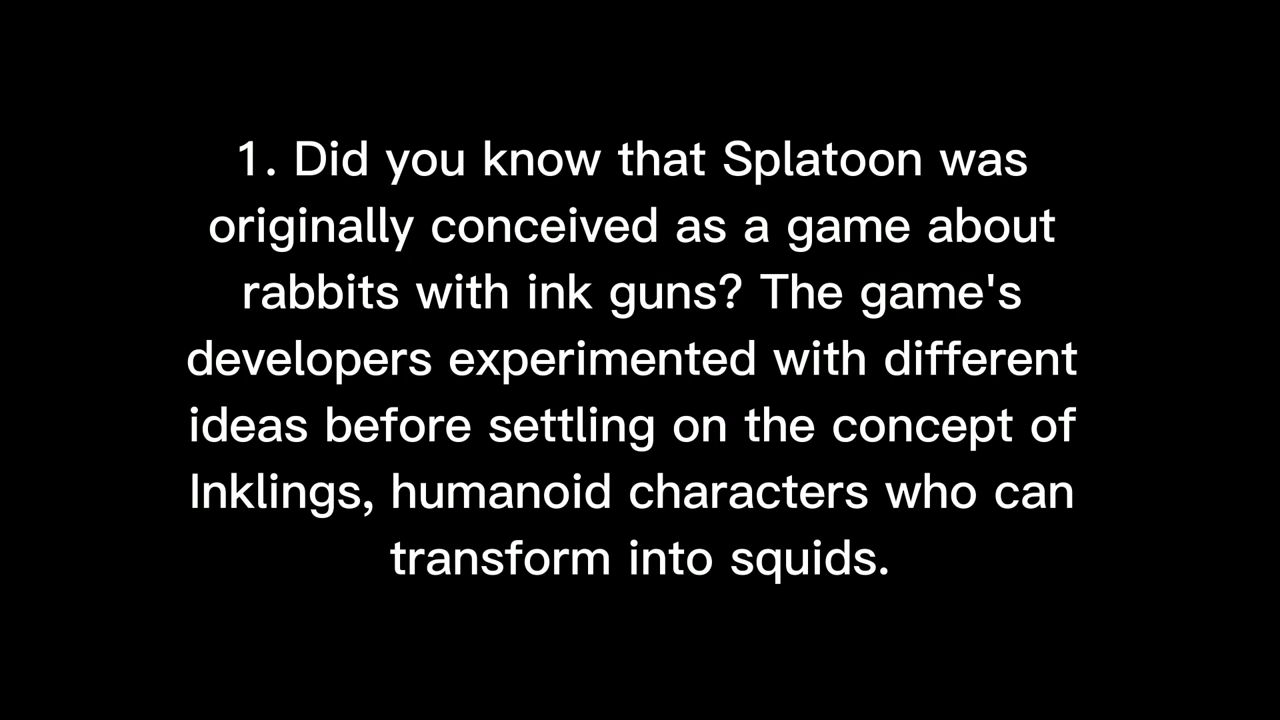 1. Did you know that Splatoon was
originally conceived as a game about
rabbits with ink guns? The game's
developers experimented with different
ideas before settling on the concept of
Inklings, humanoid characters who can
transform into squids.